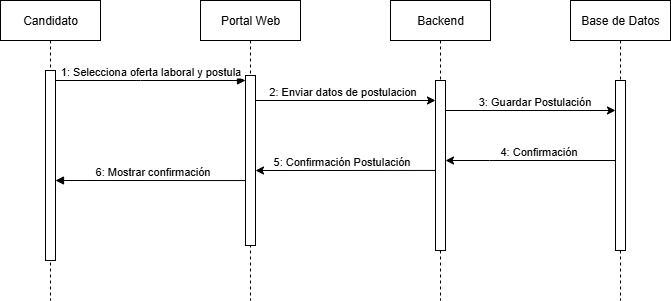 Candidato
Portal Web
Backend
Base de Datos
1: Selecciona oferta laboral y postula
2: Enviar datos de postulacion
3: Guardar Postulación
4: Confirmación
5: Confirmación Postulación
6: Mostrar confirmación